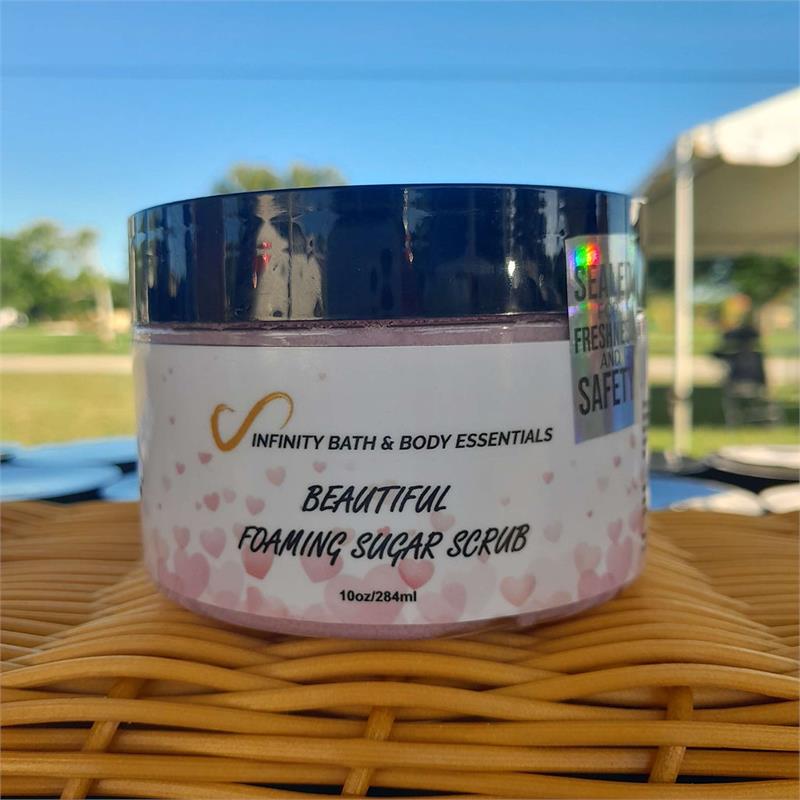 INFINITY BATH & BODY ESSENTIALS
BEAUTIFUL
FOAMING SUGAR SCRUB
10oz/284ml
SEALED
FRESHNESS
AND
SAFETY